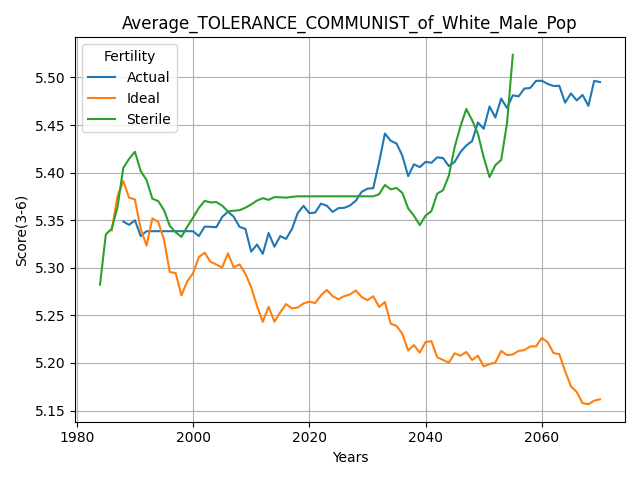 Average_TOLERANCE_COMMUNIST_of_White_Male_Pop
Fertility
Actual
Ideal
Sterile
Score(3-6)
5.50
5.45
5.40
5.35
5.30
5.25
5.20
5.15
1980
2000
2020
2040
2060
Years